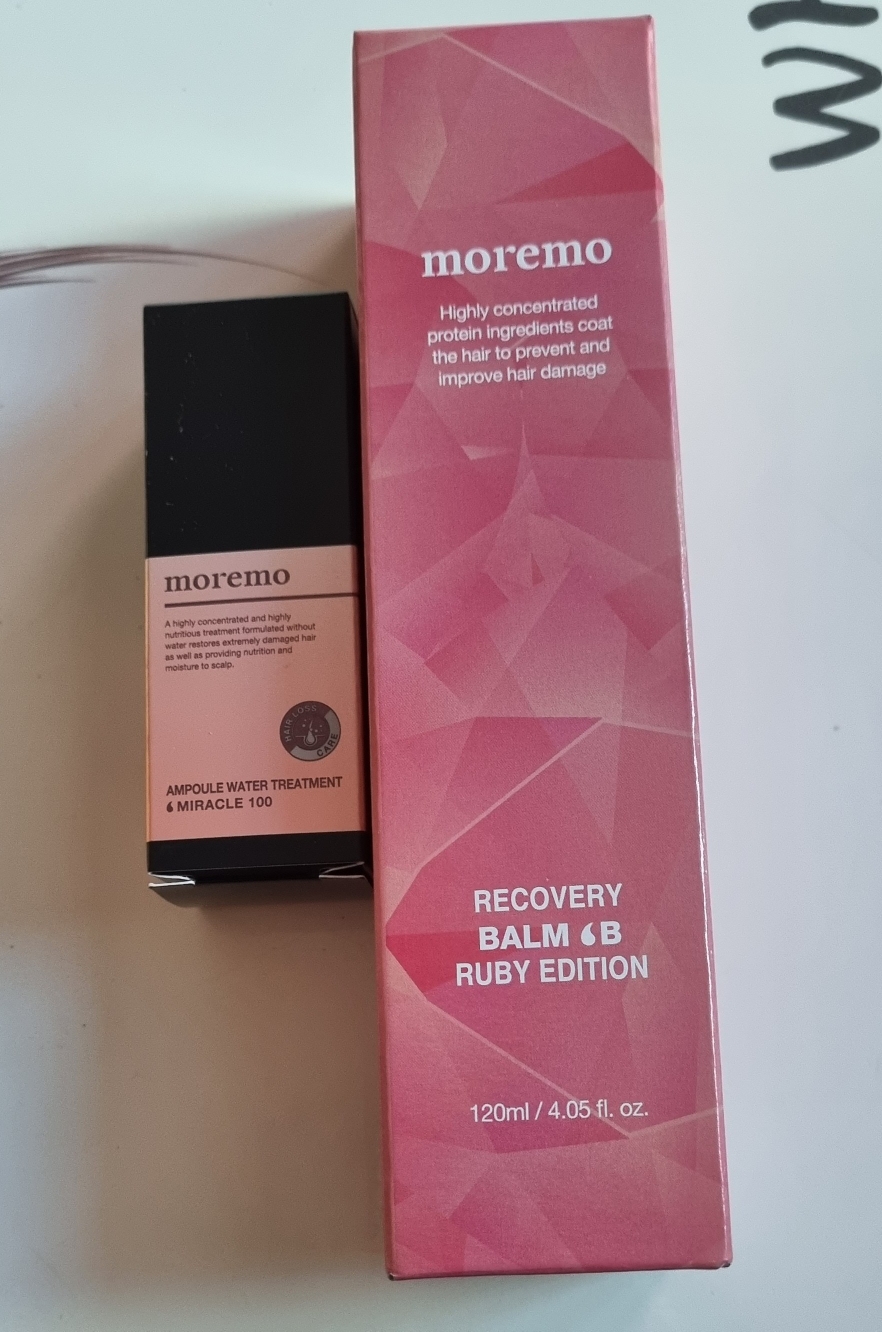 moremo
Highly concentrated
protein ingredients coat
the hair to prevent and
improve hair damage
RECOVERY
BALM B
RUBY EDITION
120ml / 4.05 fl. oz.
moremo
A highly concentrated and highly
nutritious treatment formulated without
water restores extremely damaged hair
as well as providing nutrition and
moisture to scalp.
HAIR LOSS
CARE
AMPOULE WATER TREATMENT
MIRACLE 100